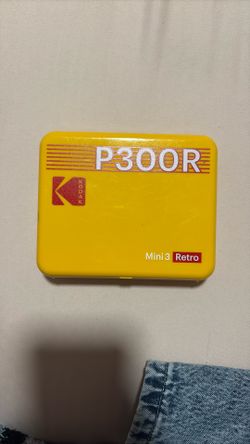 P300R
KODAK
Mini 3 Retro